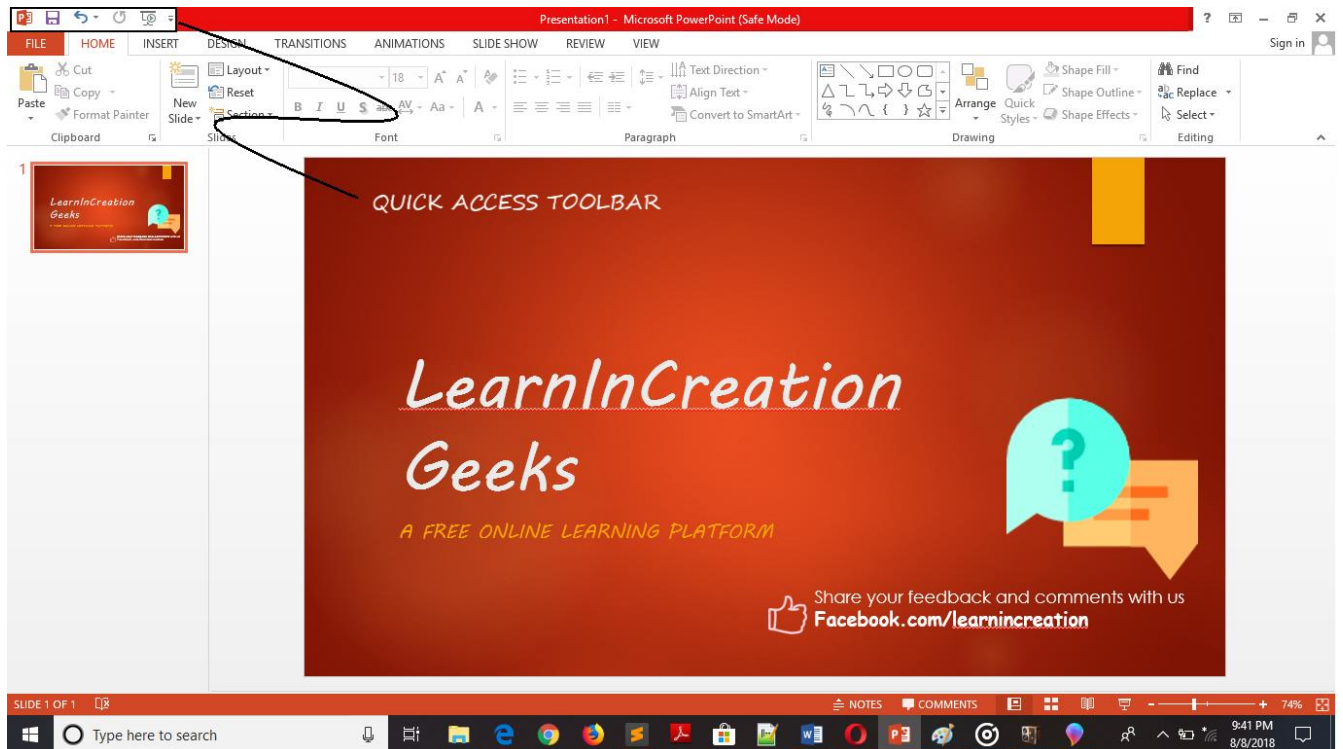 Presentation1 - Microsoft PowerPoint (Safe Mode)
FILE HOME INSERT DESIGN TRANSITIONS ANIMATIONS SLIDE SHOW REVIEW VIEW Sign in
Cut
Copy
Format Painter
Paste
Clipboard
New
Slide
Layout
Reset
Section
Slides
18
B I U S abc AV Aa A
Font
Text Direction
Align Text
Convert to SmartArt
Paragraph
Arrange
Quick
Styles
Shape Fill
Shape Outline
Shape Effects
Drawing
Find
Replace
Select
Editing
1
LearnInCreation
Geeks
QUICK ACCESS TOOLBAR
LearnInCreation
Geeks
A FREE ONLINE LEARNING PLATFORM
Share your feedback and comments with us
Facebook.com/learnincreation
SLIDE 1 OF 1 NOTES COMMENTS 74%
Type here to search
9:41 PM
8/8/2018